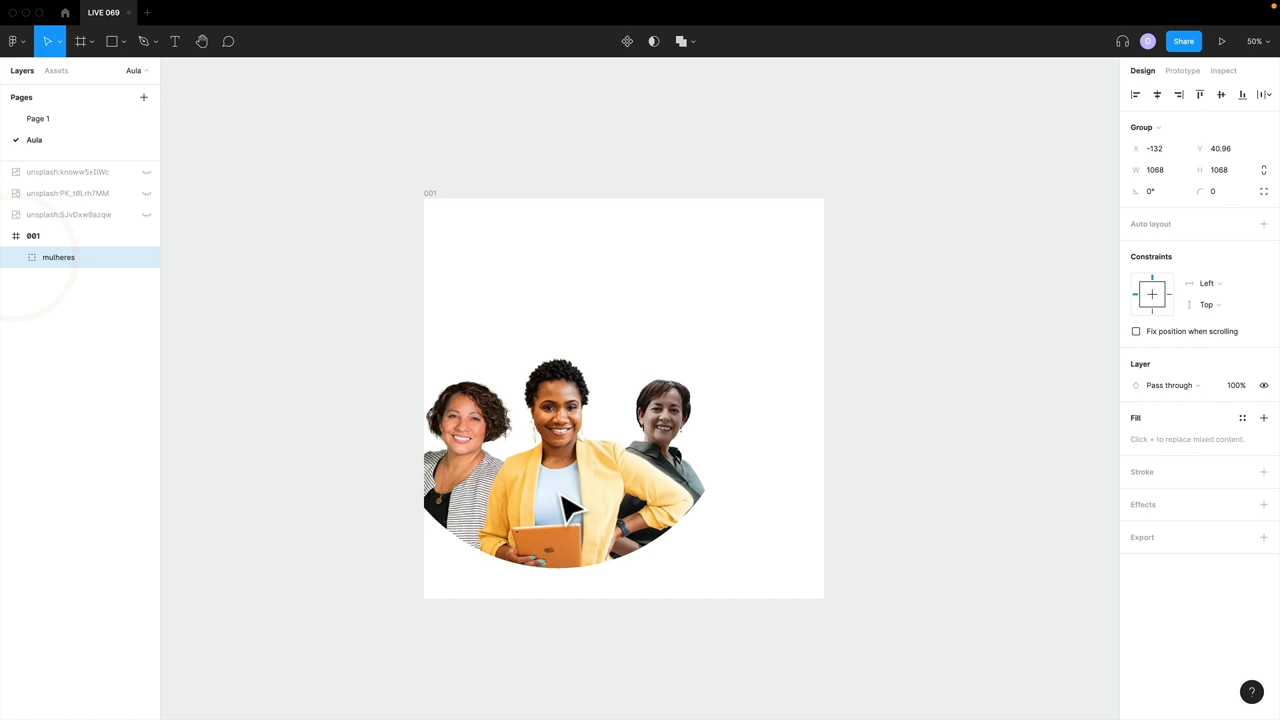 LIVE 069
Share
50%
Layers
Assets
Aula
Pages
Page 1
Aula
unsplash:knoww5xIIWc
unsplash:PK_t0Lrh7MM
unsplash:SJvDxw0azqw
001
mulheres
001
D
Design
Prototype
Inspect
Group
X -132 Y 40.96
W 1068 H 1068
0° 0
Auto layout
Constraints
Left
Top
Fix position when scrolling
Layer
Pass through 100%
Fill
Click + to replace mixed content.
Stroke
Effects
Export
?